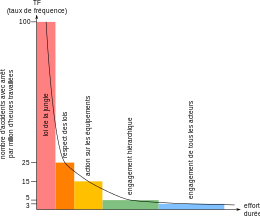 TF
(taux de fréquence)
100
nombre d'accidents avec arrêt
par million d'heures travaillées
loi de la jungle
respect des lois
action sur les équipements
engagement hiérarchique
engagement de tous les acteurs
25
15
5
3
effort
durée